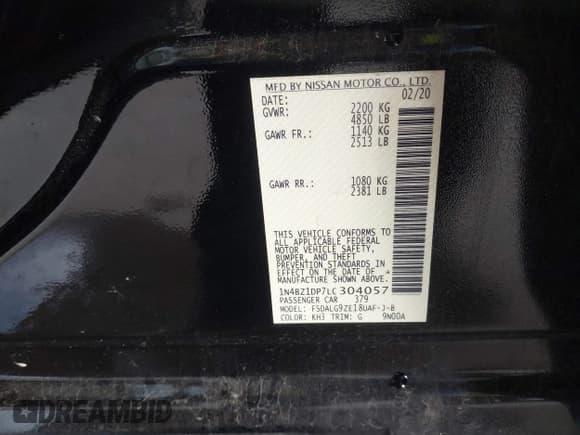 MFD BY NISSAN MOTOR CO., LTD.
DATE: 02/20
GVWR: 2200 KG
4850 LB
GAWR FR.: 1140 KG
2513 LB
GAWR RR.: 1080 KG
2381 LB
THIS VEHICLE CONFORMS TO
ALL APPLICABLE FEDERAL
MOTOR VEHICLE SAFETY,
BUMPER, AND THEFT
PREVENTION STANDARDS IN
EFFECT ON THE DATE OF
MANUFACTURE SHOWN ABOVE.
1N4BZ1DP7LC 304057
PASSENGER CAR 379
MODEL: FSDALG9ZE18UAF-J-B
COLOR: KH3 TRIM: G 9N00A
DREAMBID